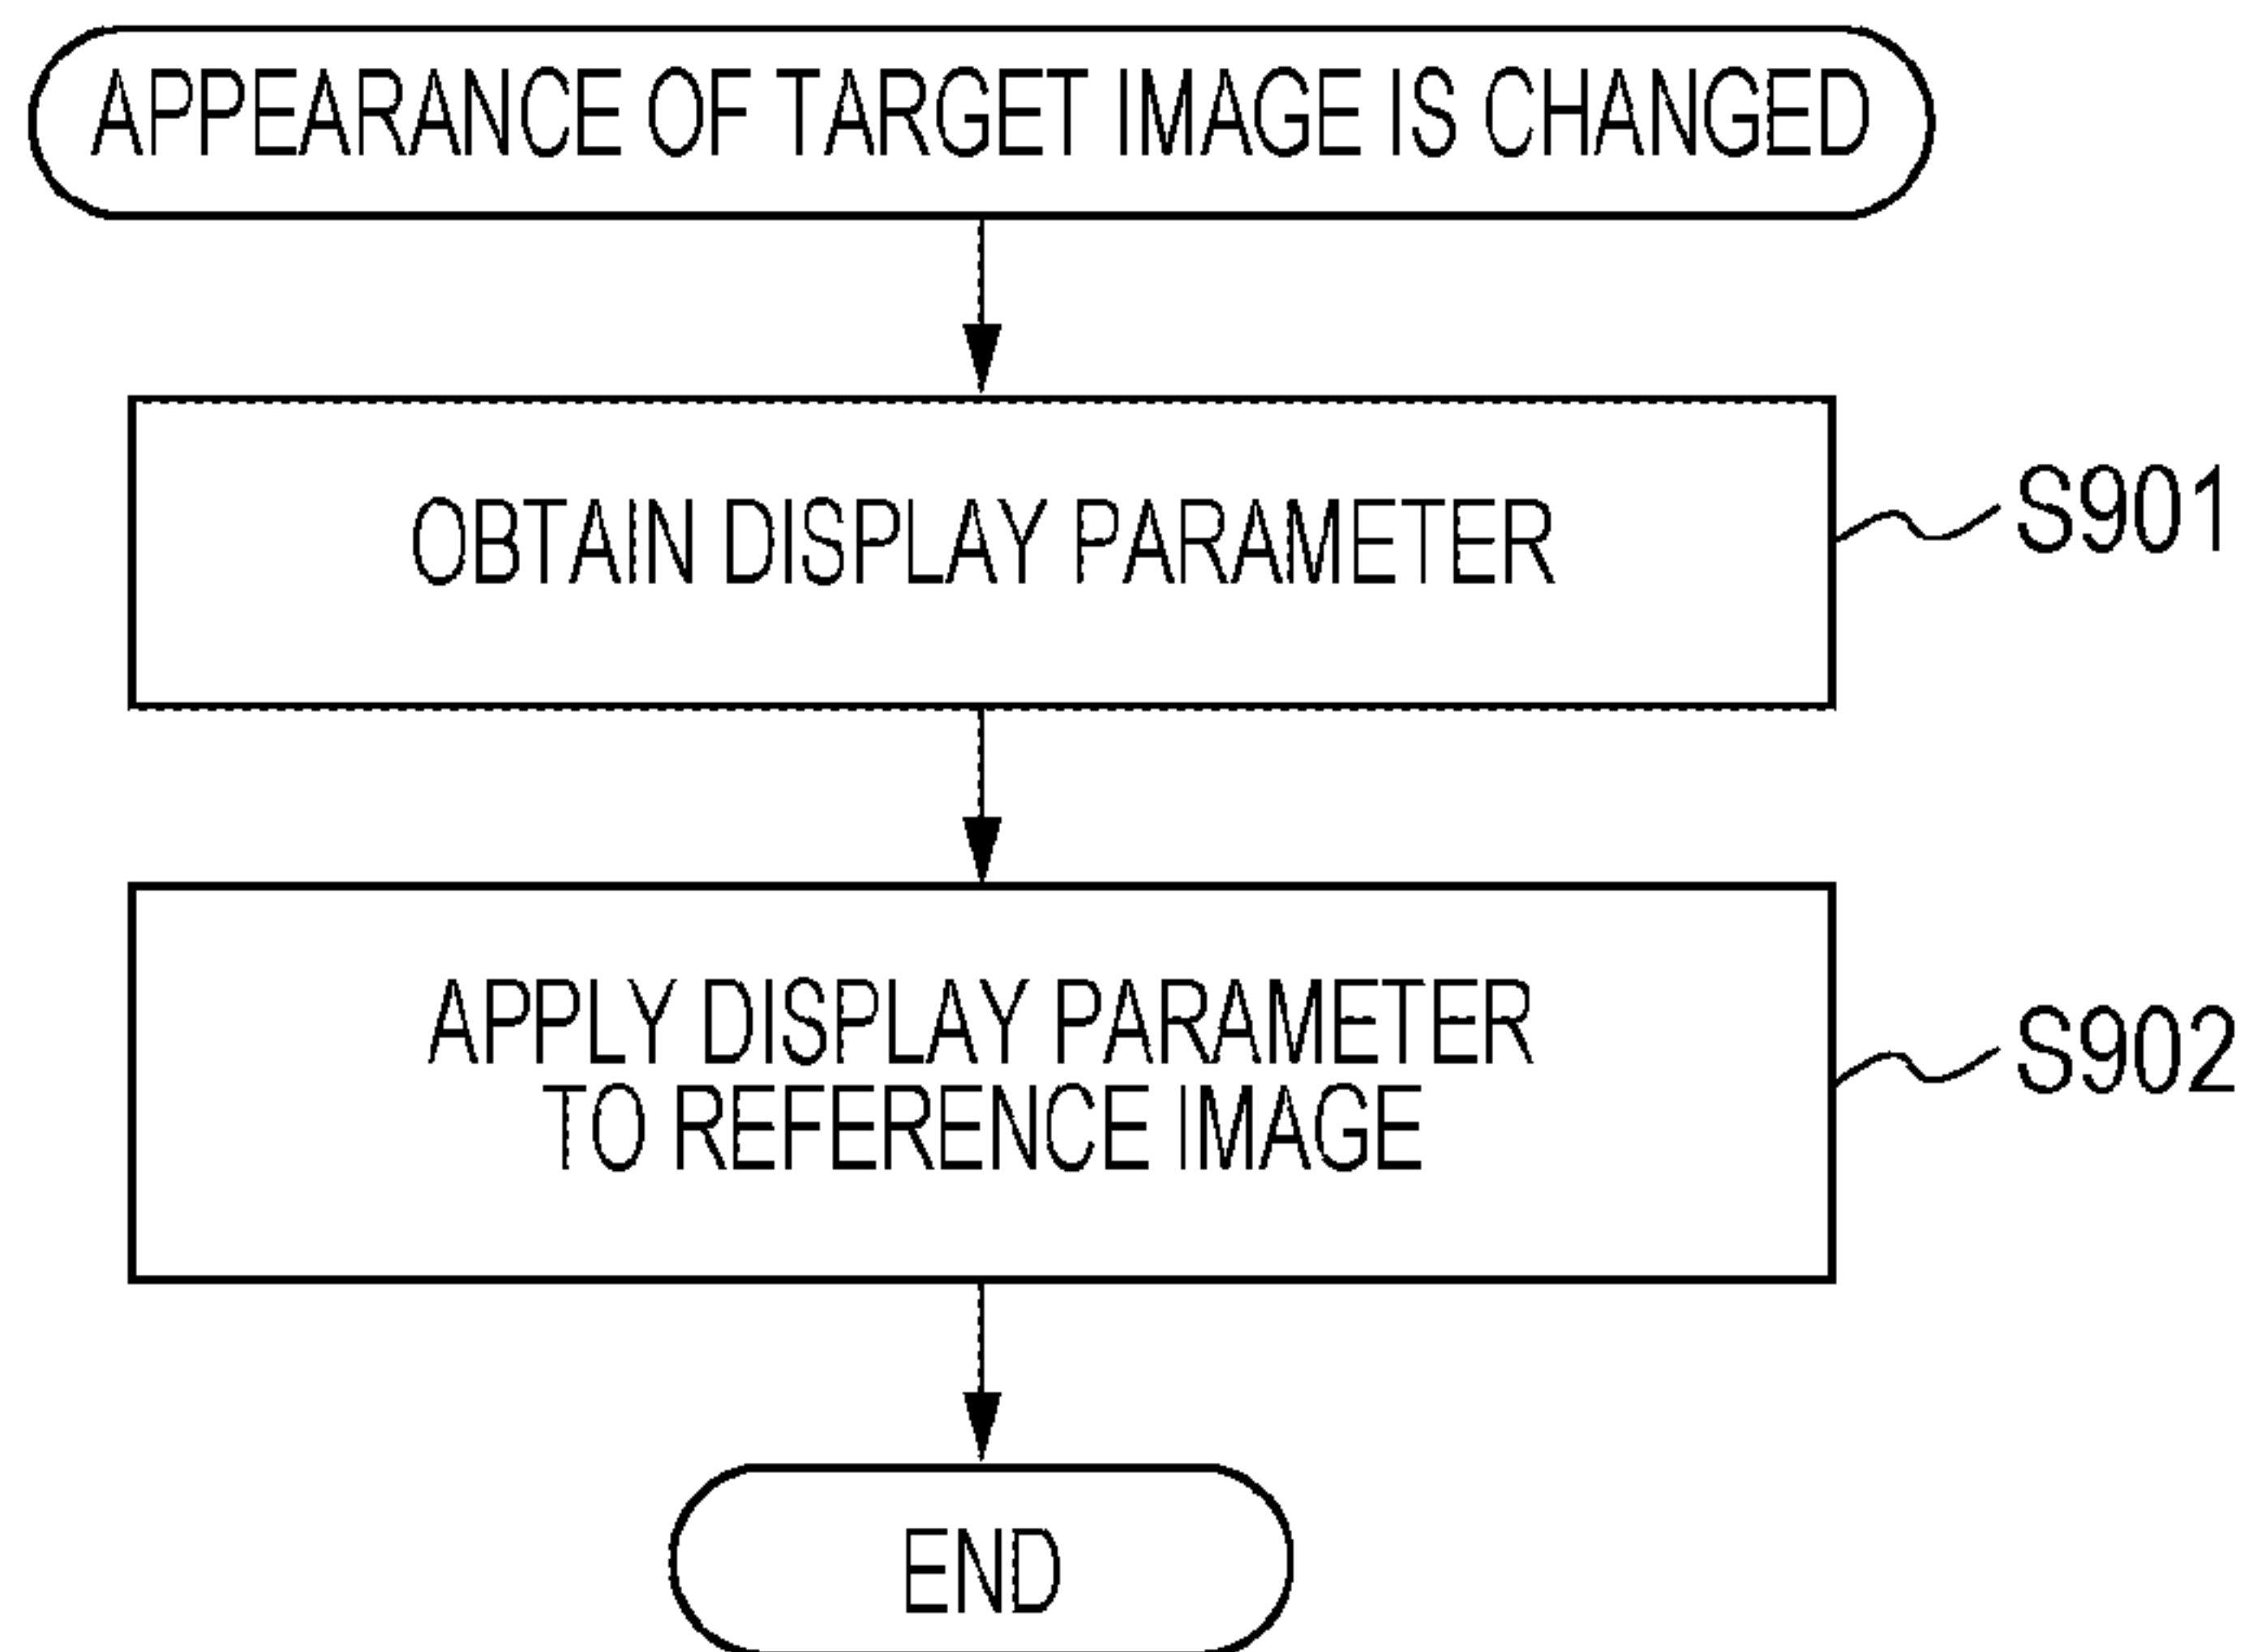 APPEARANCE OF TARGET IMAGE IS CHANGED
OBTAIN DISPLAY PARAMETER
S901
APPLY DISPLAY PARAMETER
TO REFERENCE IMAGE
S902
END